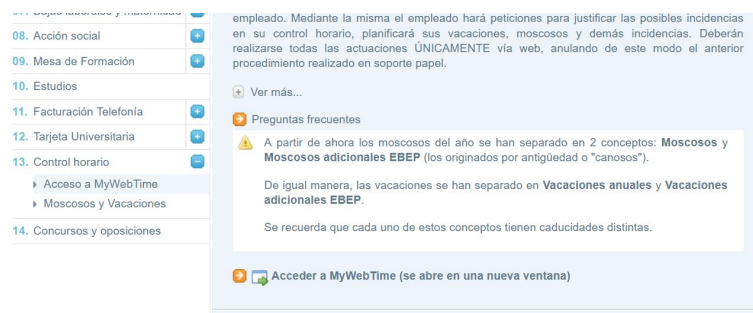 07. Bajas laborales y maternidad
08. Acción social
09. Mesa de Formación
10. Estudios
11. Facturación Telefonía
12. Tarjeta Universitaria
13. Control horario
Acceso a MyWebTime
Moscosos y Vacaciones
14. Concursos y oposiciones
empleado. Mediante la misma el empleado hará peticiones para justificar las posibles incidencias
en su control horario, planificará sus vacaciones, moscosos y demás incidencias. Deberán
realizarse todas las actuaciones ÚNICAMENTE vía web, anulando de este modo el anterior
procedimiento realizado en soporte papel.
Ver más...
Preguntas frecuentes
A partir de ahora los moscosos del año se han separado en 2 conceptos: Moscosos y
Moscosos adicionales EBEP (los originados por antigüedad o "canosos").
De igual manera, las vacaciones se han separado en Vacaciones anuales y Vacaciones
adicionales EBEP.
Se recuerda que cada uno de estos conceptos tienen caducidades distintas.
Acceder a MyWebTime (se abre en una nueva ventana)